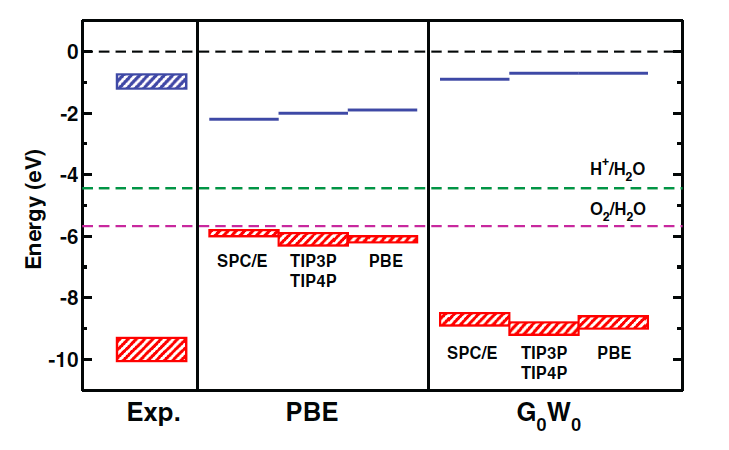 0
-2
-4
-6
-8
-10
Energy (eV)
H⁺/H₂O
O₂/H₂O
SPC/E TIP3P PBE
TIP4P
SPC/E TIP3P PBE
TIP4P
Exp. PBE G₀W₀